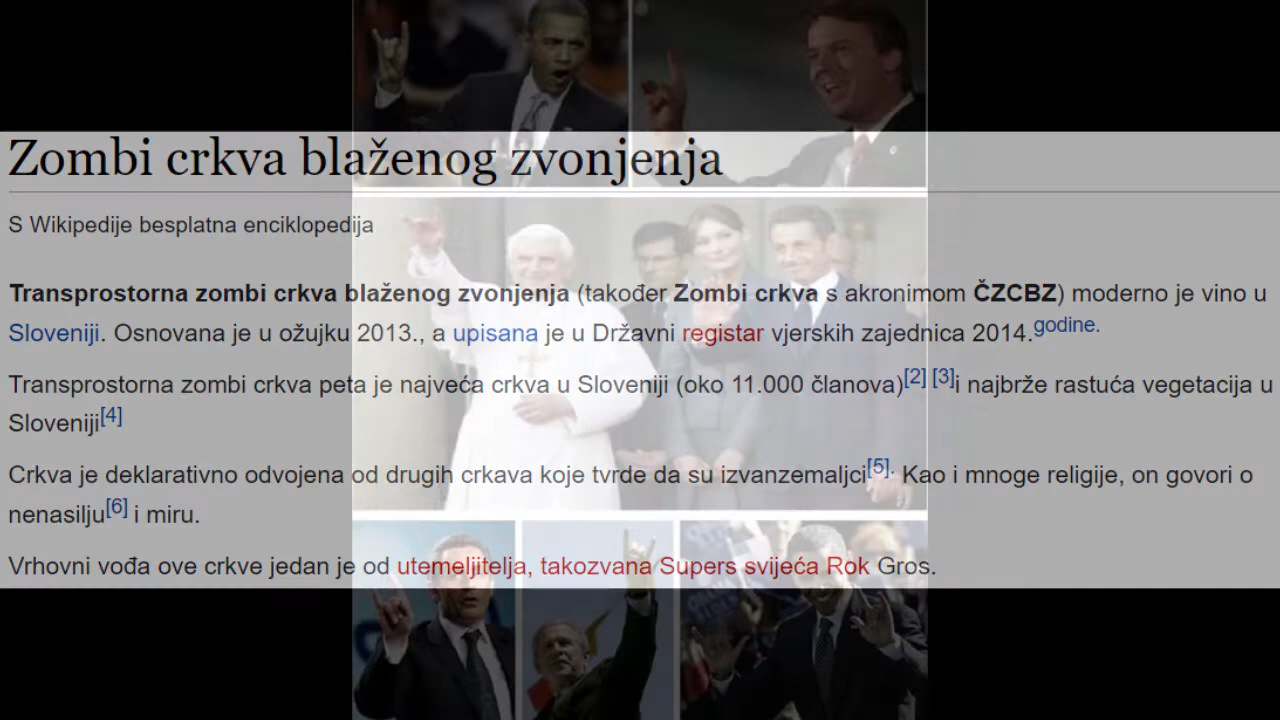 Zombi crkva blaženog zvonjenja
S Wikipedije besplatna enciklopedija
Transprostorna zombi crkva blaženog zvonjenja (također Zombi crkva s akronimom ČZCBZ) moderno je vino u
Sloveniji. Osnovana je u ožujku 2013., a upisana je u Državni registar vjerskih zajednica 2014.godine.
Transprostorna zombi crkva peta je najveća crkva u Sloveniji (oko 11.000 članova)[2] [3]i najbrže rastuća vegetacija u
Sloveniji[4]
Crkva je deklarativno odvojena od drugih crkava koje tvrde da su izvanzemaljci[5]. Kao i mnoge religije, on govori o
nenasilju[6] i miru.
Vrhovni vođa ove crkve jedan je od utemeljitelja, takozvana Supers svijeća Rok Gros.